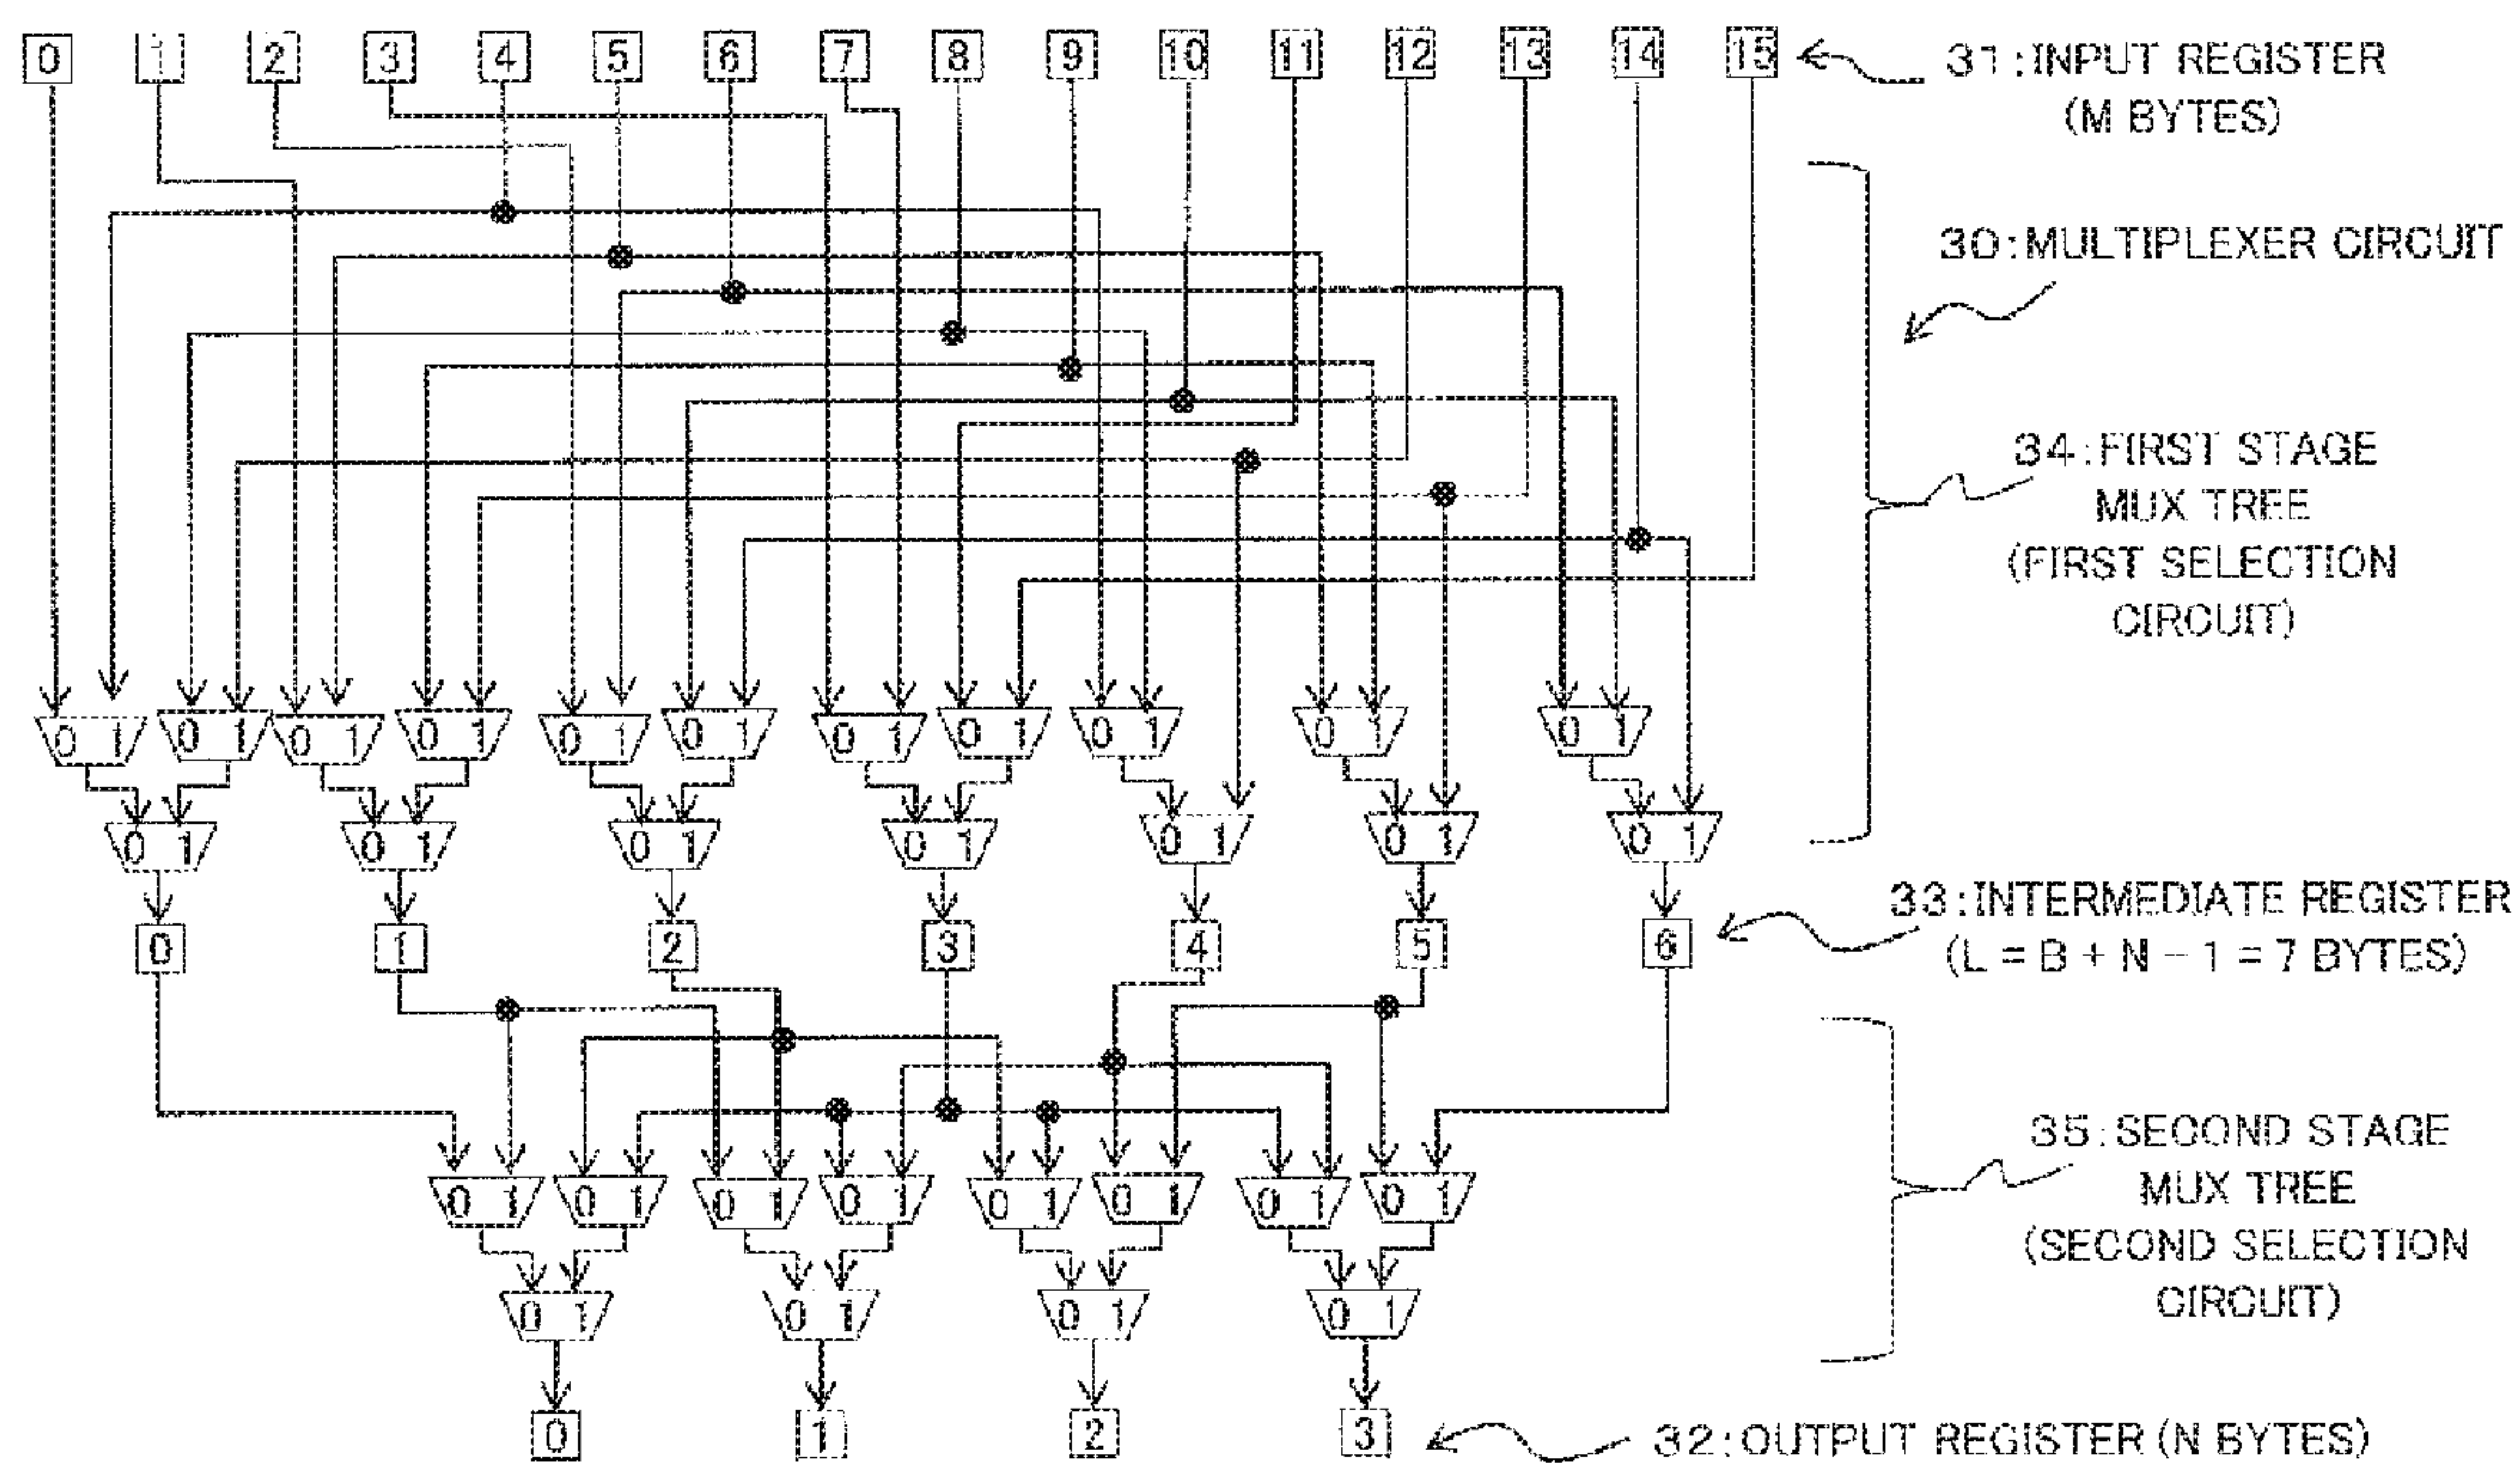 0 1 2 3 4 5 6 7 8 9 10 11 12 13 14 15
31:INPUT REGISTER
(M BYTES)
30:MULTIPLEXER CIRCUIT
34:FIRST STAGE
MUX TREE
(FIRST SELECTION
CIRCUIT)
0 1 0 1 0 1 0 1 0 1 0 1 0 1 0 1 0 1 0 1 0 1
0 1 0 1 0 1 0 1 0 1 0 1 0 1
33:INTERMEDIATE REGISTER
(L = B + N - 1 = 7 BYTES)
0 1 2 3 4 5 6
35:SECOND STAGE
MUX TREE
(SECOND SELECTION
CIRCUIT)
0 1 0 1 0 1 0 1 0 1 0 1 0 1 0 1
0 1 0 1 0 1 0 1
0 1 2 3
32:OUTPUT REGISTER (N BYTES)